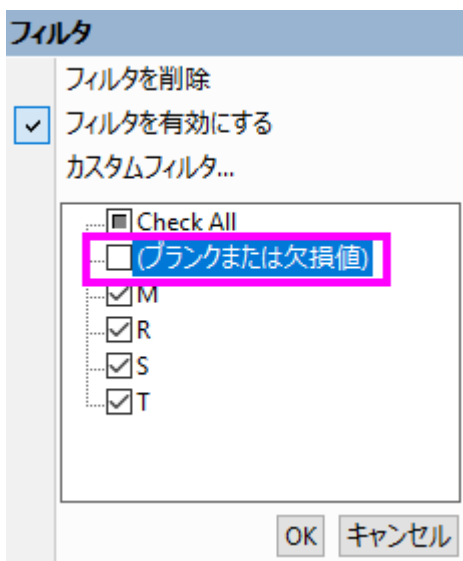 フィルタ
フィルタを削除
フィルタを有効にする
カスタムフィルタ...
Check All
(ブランクまたは欠損値)
M
R
S
T
OK キャンセル